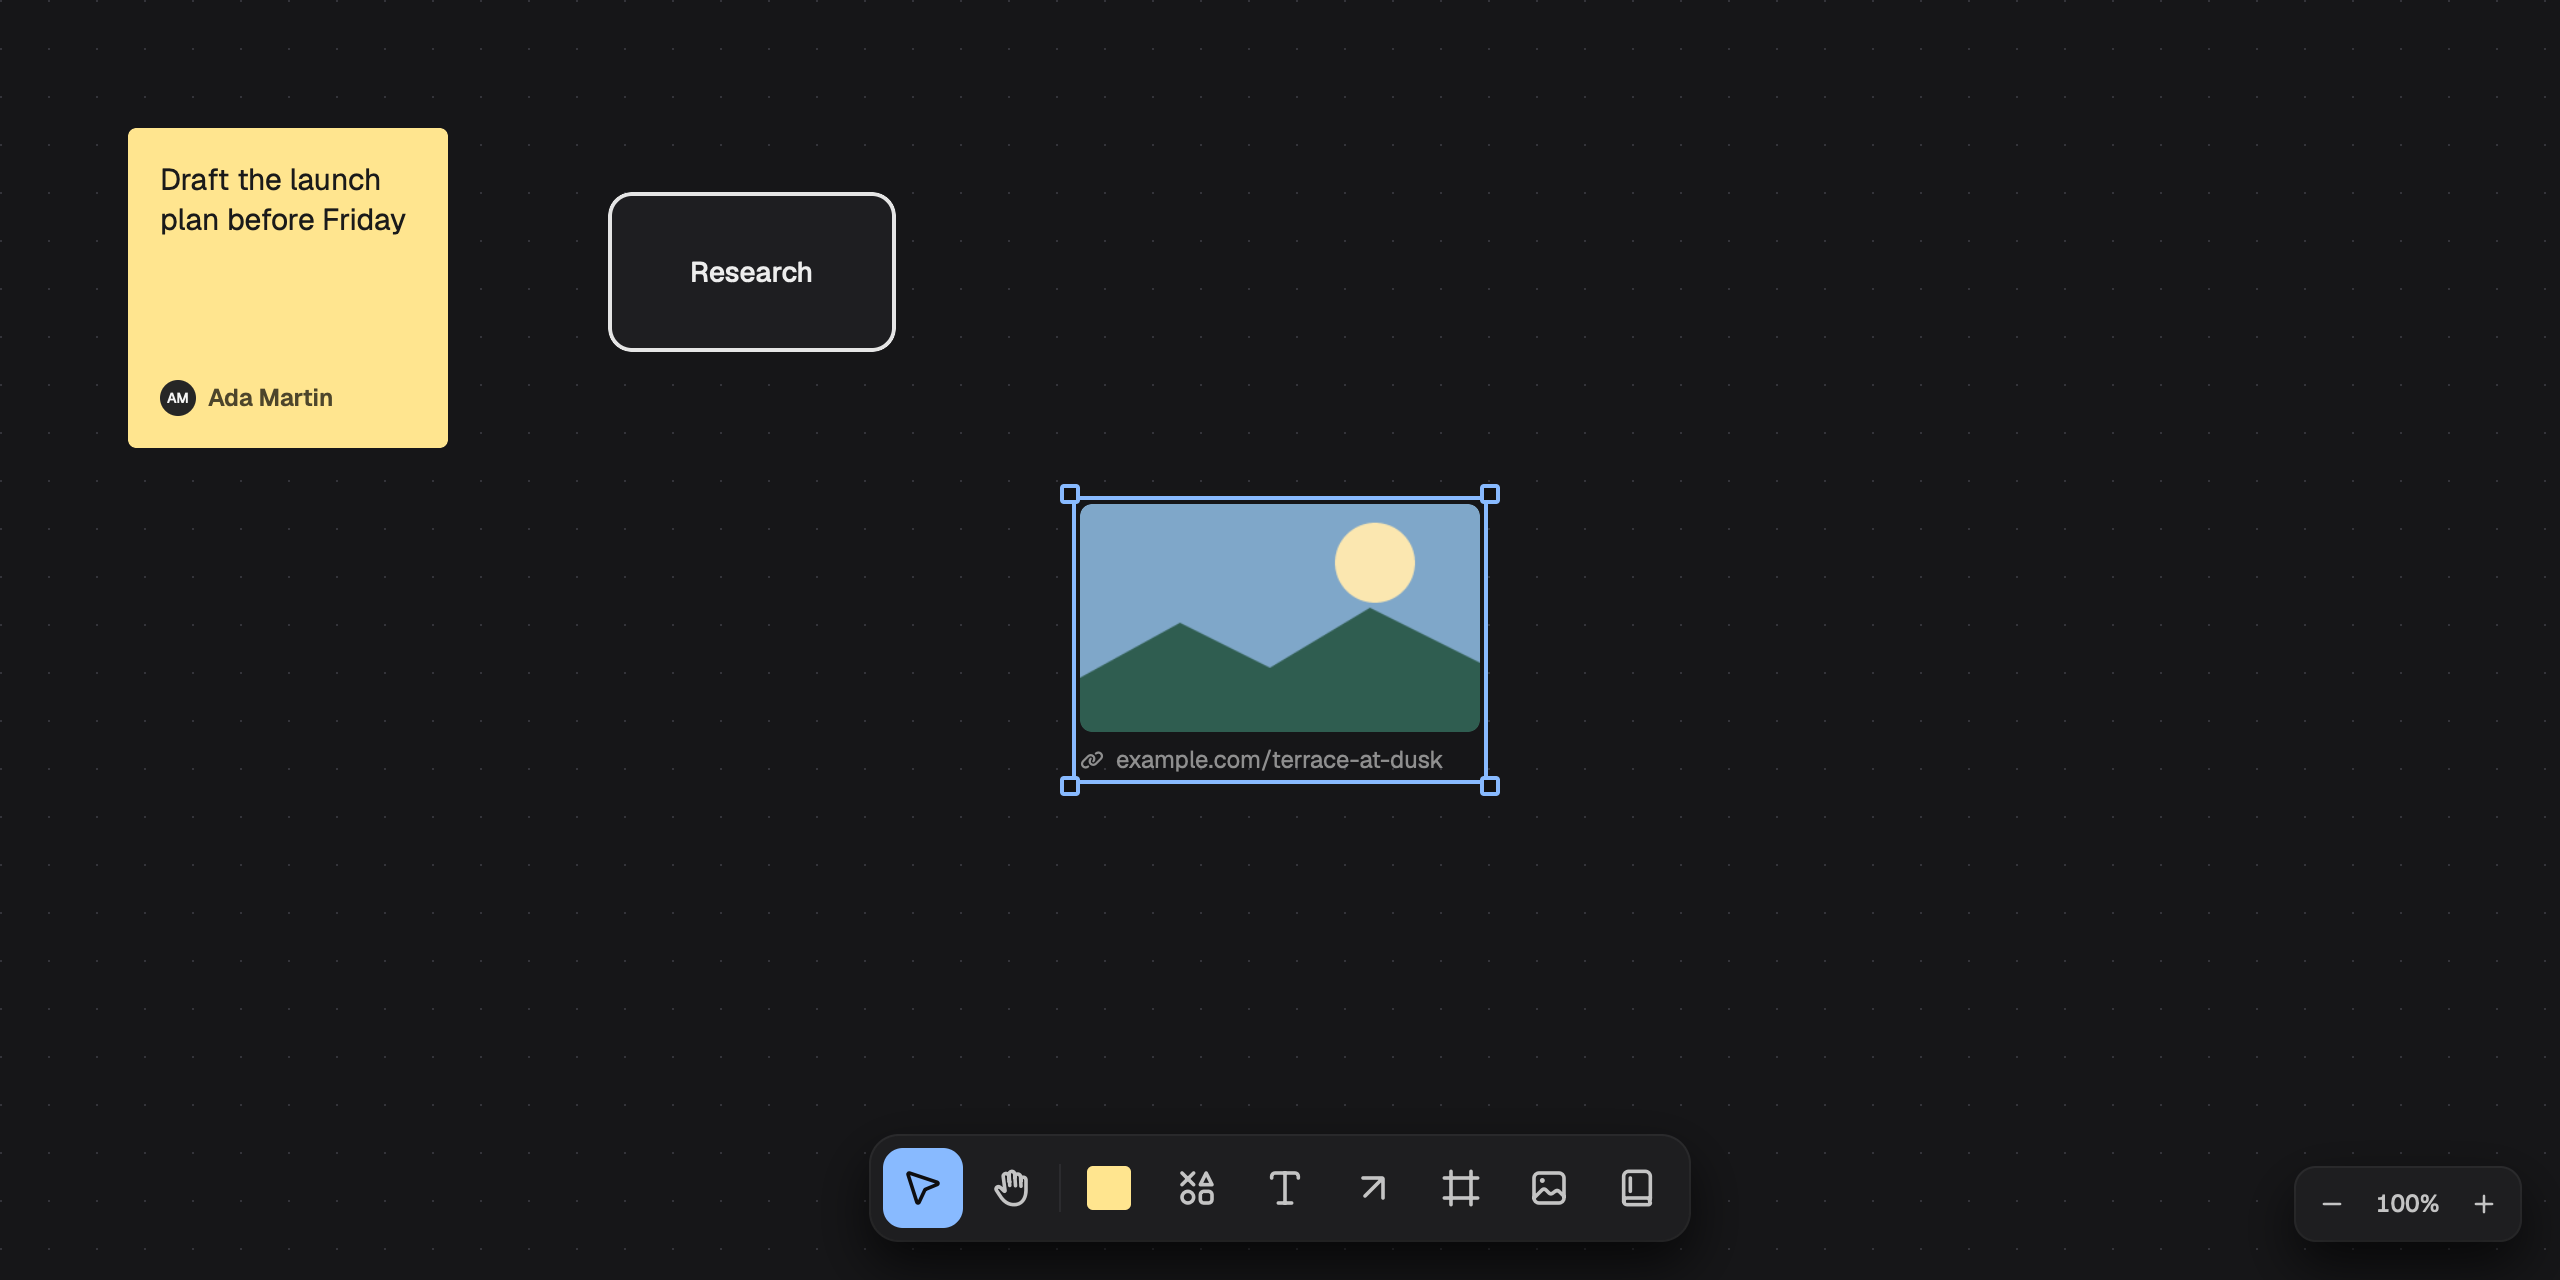 Draft the launch
plan before Friday
AM Ada Martin
Research
example.com/terrace-at-dusk
100%